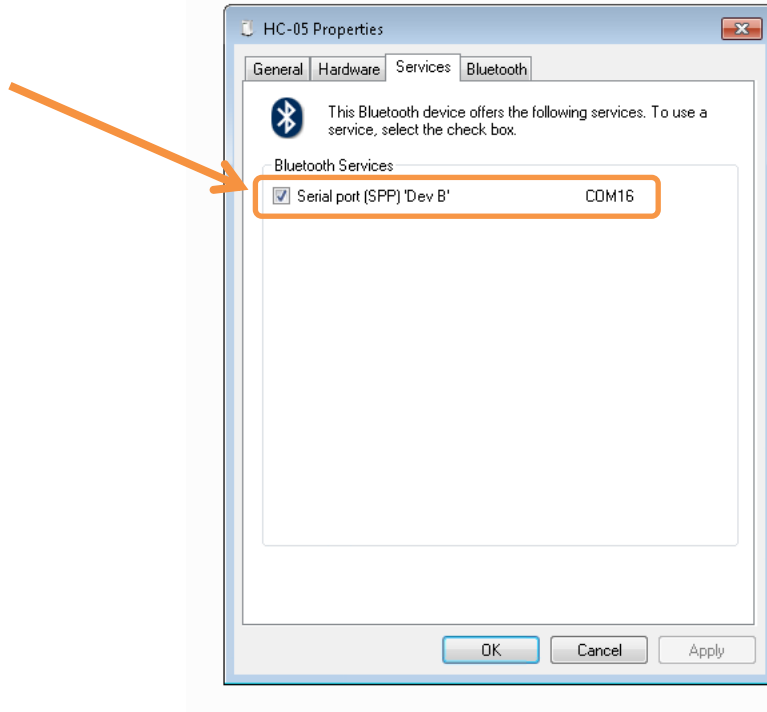 HC-05 Properties
General Hardware Services Bluetooth
This Bluetooth device offers the following services. To use a
service, select the check box.
Bluetooth Services
Serial port (SPP) 'Dev B' COM16
OK Cancel Apply